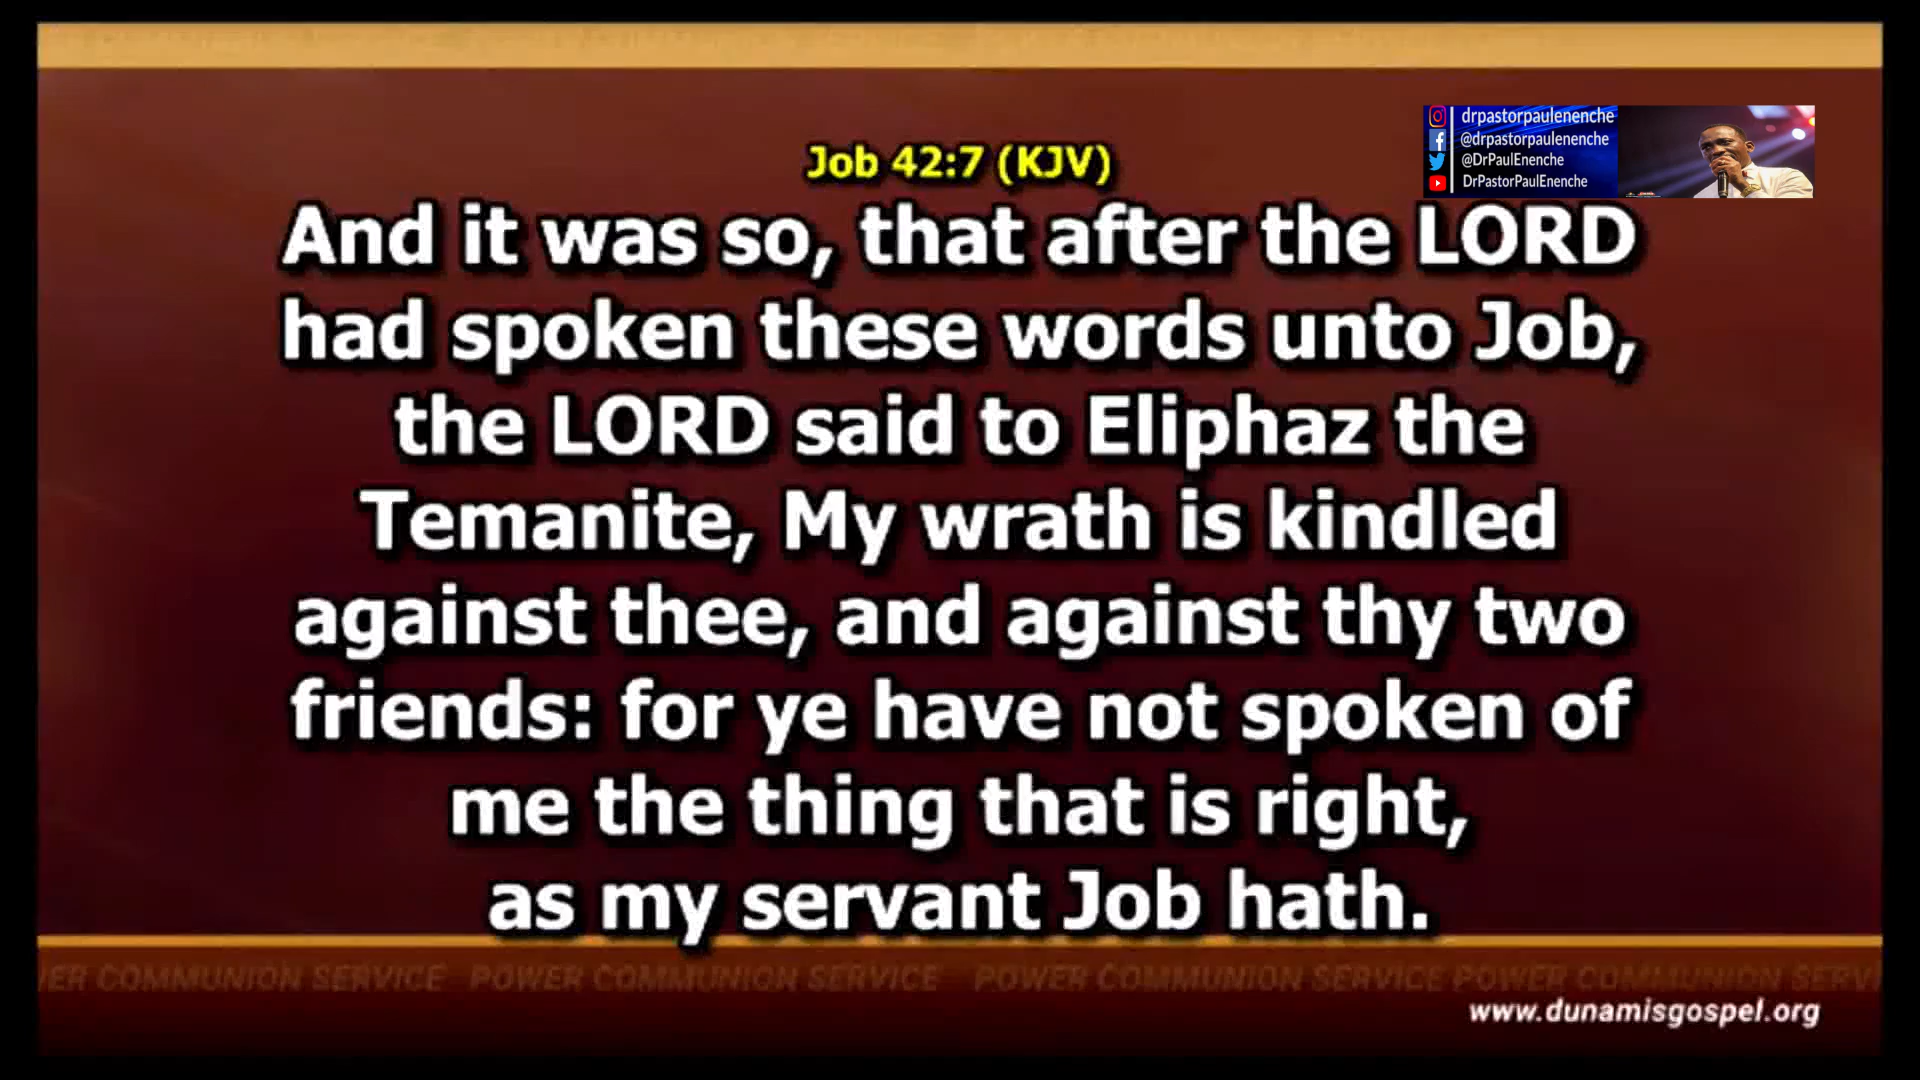 drpastorpaulenenche
@drpastorpaulenenche
@DrPaulEnenche
DrPastorPaulEnenche
Job 42:7 (KJV)
And it was so, that after the LORD
had spoken these words unto Job,
the LORD said to Eliphaz the
Temanite, My wrath is kindled
against thee, and against thy two
friends: for ye have not spoken of
me the thing that is right,
as my servant Job hath.
ER COMMUNION SERVICE POWER COMMUNION SERVICE POWER COMMUNION SERVICE POWER COMMUNION SERV
www.dunamisgospel.org